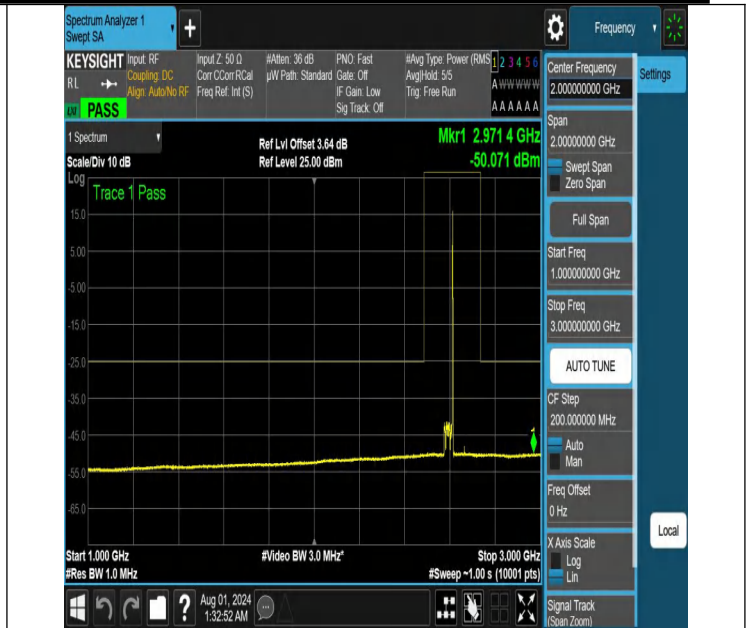 Spectrum Analyzer 1
Swept SA
Frequency
KEYSIGHT
RL
PASS
Input: RF
Coupling: DC
Align: Auto/No RF
Input Z: 50 Ω
Corr CCorr RCal
Freq Ref: Int (S)
#Atten: 36 dB
µW Path: Standard
PNO: Fast
Gate: Off
IF Gain: Low
Sig Track: Off
#Avg Type: Power (RMS
Avg|Hold: 5/5
Trig: Free Run
1 2 3 4 5 6
A W W W W W
A A A A A A
1 Spectrum
Scale/Div 10 dB
Ref Lvl Offset 3.64 dB
Ref Level 25.00 dBm
Mkr1 2.971 4 GHz
-50.071 dBm
Log
Trace 1 Pass
15.0
5.00
-5.00
-15.0
-25.0
-35.0
-45.0
-55.0
-65.0
1
Start 1.000 GHz
#Res BW 1.0 MHz
#Video BW 3.0 MHz*
Stop 3.000 GHz
#Sweep ~1.00 s (10001 pts)
Center Frequency
2.000000000 GHz
Settings
Span
2.00000000 GHz
Swept Span
Zero Span
Full Span
Start Freq
1.000000000 GHz
Stop Freq
3.000000000 GHz
AUTO TUNE
CF Step
200.000000 MHz
Auto
Man
Freq Offset
0 Hz
X Axis Scale
Log
Lin
Local
Signal Track
(Span Zoom)
?
Aug 01, 2024
1:32:52 AM